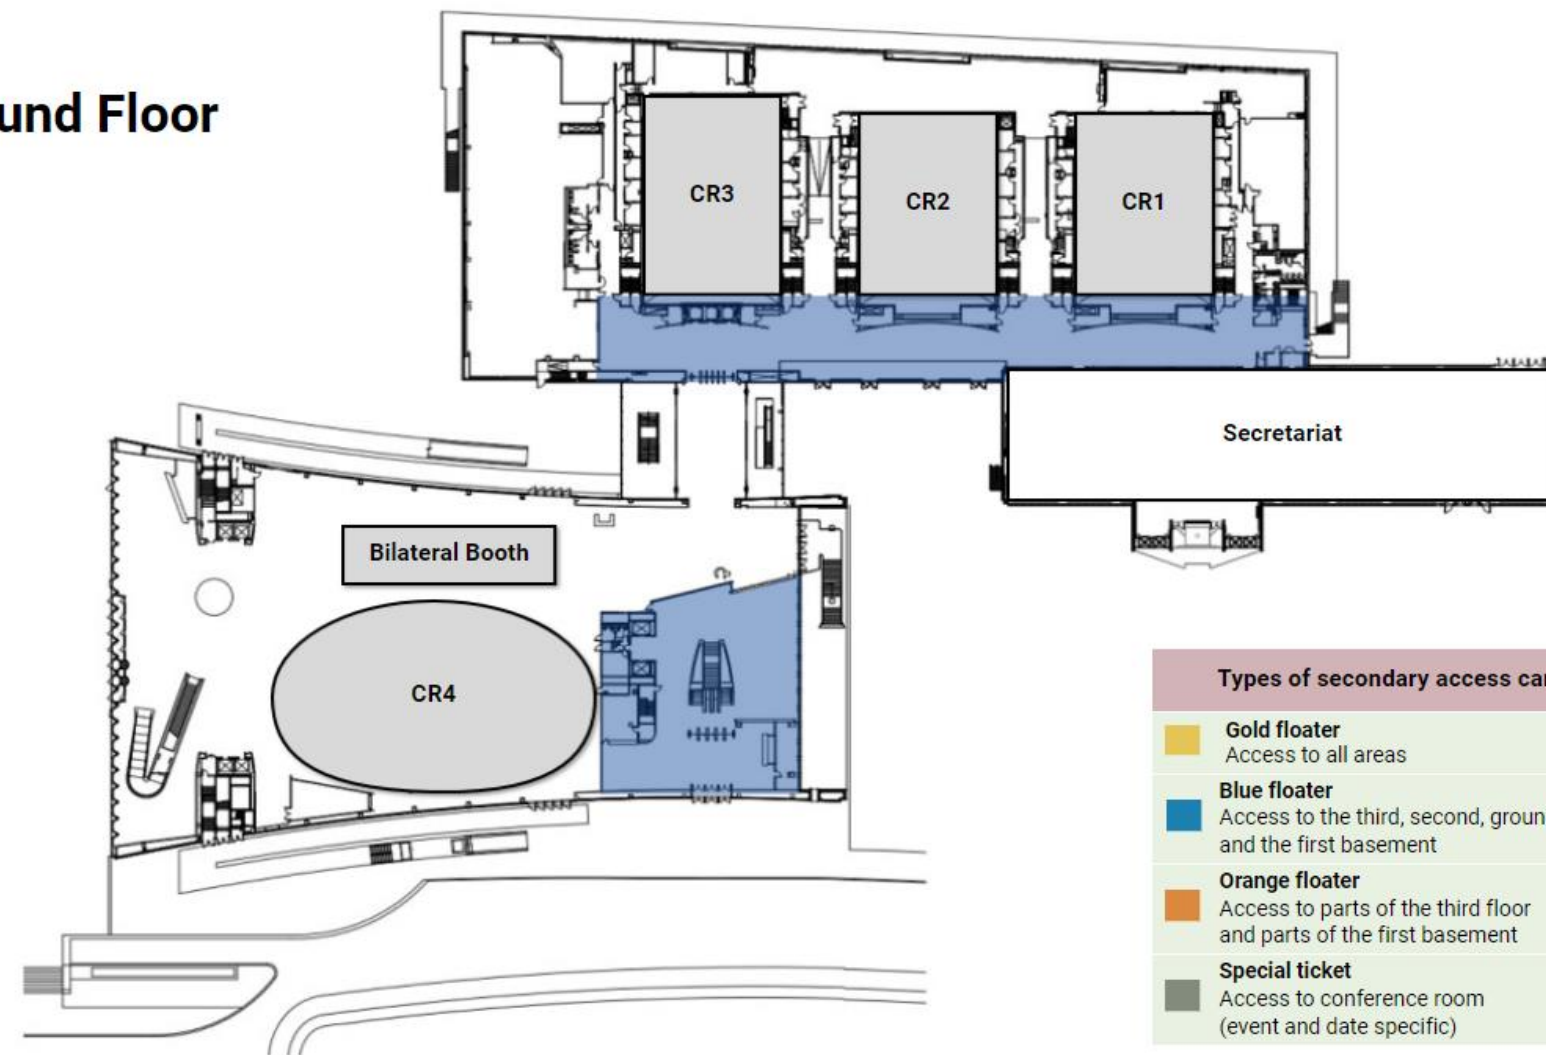 und Floor
CR3
CR2
CR1
Secretariat
Bilateral Booth
CR4
Types of secondary access car
Gold floater
Access to all areas
Blue floater
Access to the third, second, groun
and the first basement
Orange floater
Access to parts of the third floor
and parts of the first basement
Special ticket
Access to conference room
(event and date specific)